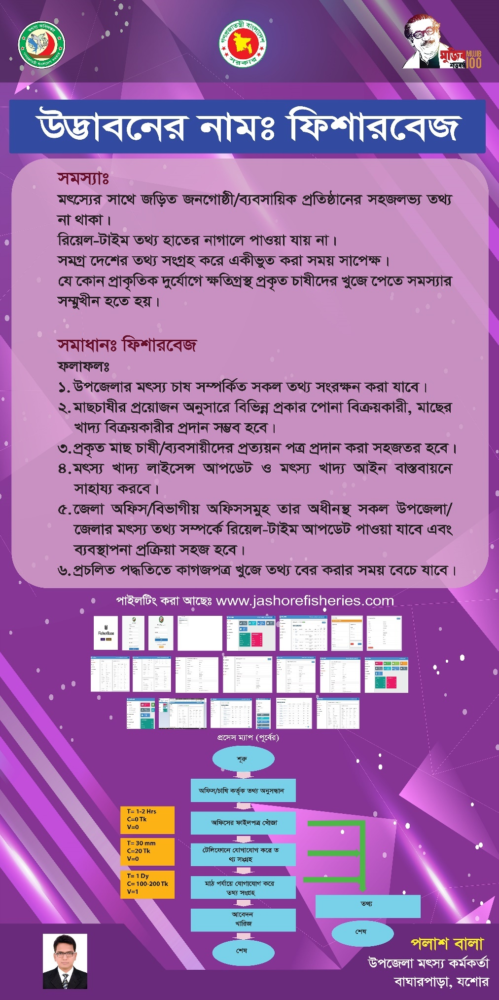 মৎস্য অধিদপ্তর
গণপ্রজাতন্ত্রী বাংলাদেশ সরকার
গণপ্রজাতন্ত্রী বাংলাদেশ
সরকার
মুজিব
শতবর্ষ
MUJIB
100
উদ্ভাবনের নামঃ ফিশারবেজ
সমস্যাঃ
মৎস্যের সাথে জড়িত জনগোষ্ঠী/ব্যবসায়িক প্রতিষ্ঠানের সহজলভ্য তথ্য
না থাকা।
রিয়েল-টাইম তথ্য হাতের নাগালে পাওয়া যায় না।
সমগ্র দেশের তথ্য সংগ্রহ করে একীভুত করা সময় সাপেক্ষ।
যে কোন প্রাকৃতিক দুর্যোগে ক্ষতিগ্রস্থ প্রকৃত চাষীদের খুজে পেতে সমস্যার
সম্মুখীন হতে হয়।
সমাধানঃ ফিশারবেজ
ফলাফলঃ
১. উপজেলার মৎস্য চাষ সম্পর্কিত সকল তথ্য সংরক্ষন করা যাবে।
২. মাছচাষীর প্রয়োজন অনুসারে বিভিন্ন প্রকার পোনা বিক্রয়কারী, মাছের
খাদ্য বিক্রয়কারীর প্রদান সম্ভব হবে।
৩. প্রকৃত মাছ চাষী/ব্যবসায়ীদের প্রত্যয়ন পত্র প্রদান করা সহজতর হবে।
৪. মৎস্য খাদ্য লাইসেন্স আপডেট ও মৎস্য খাদ্য আইন বাস্তবায়নে
সাহায্য করবে।
৫. জেলা অফিস/বিভাগীয় অফিসসমুহ তার অধীনস্থ সকল উপজেলা/
জেলার মৎস্য তথ্য সম্পর্কে রিয়েল-টাইম আপডেট পাওয়া যাবে এবং
ব্যবস্থাপনা প্রক্রিয়া সহজ হবে।
৬. প্রচলিত পদ্ধতিতে কাগজপত্র খুজে তথ্য বের করার সময় বেচে যাবে।
পাইলটিং করা আছেঃ www.jashorefisheries.com
FisherBase
প্রসেস ম্যাপ (পূর্বের)
শূরু
অফিস/চাষি কর্তৃক তথ্য অনুসন্ধান
T= 1-2 Hrs
C=0 Tk
V=0
অফিসের ফাইলপত্র খোঁজা
T= 30 mm
C=20 Tk
V=0
টেলিফোনে যোগাযোগ করে ত
থ্য সংগ্রহ
T= 1 Dy
C= 100-200 Tk
V=1
মাঠ পর্যায়ে যোগাযোগ করে
তথ্য সংগ্রহ
তথ্য
আবেদন
খারিজ
শেষ
শেষ
পলাশ বালা
উপজেলা মৎস্য কর্মকর্তা
বাঘারপাড়া, যশোর